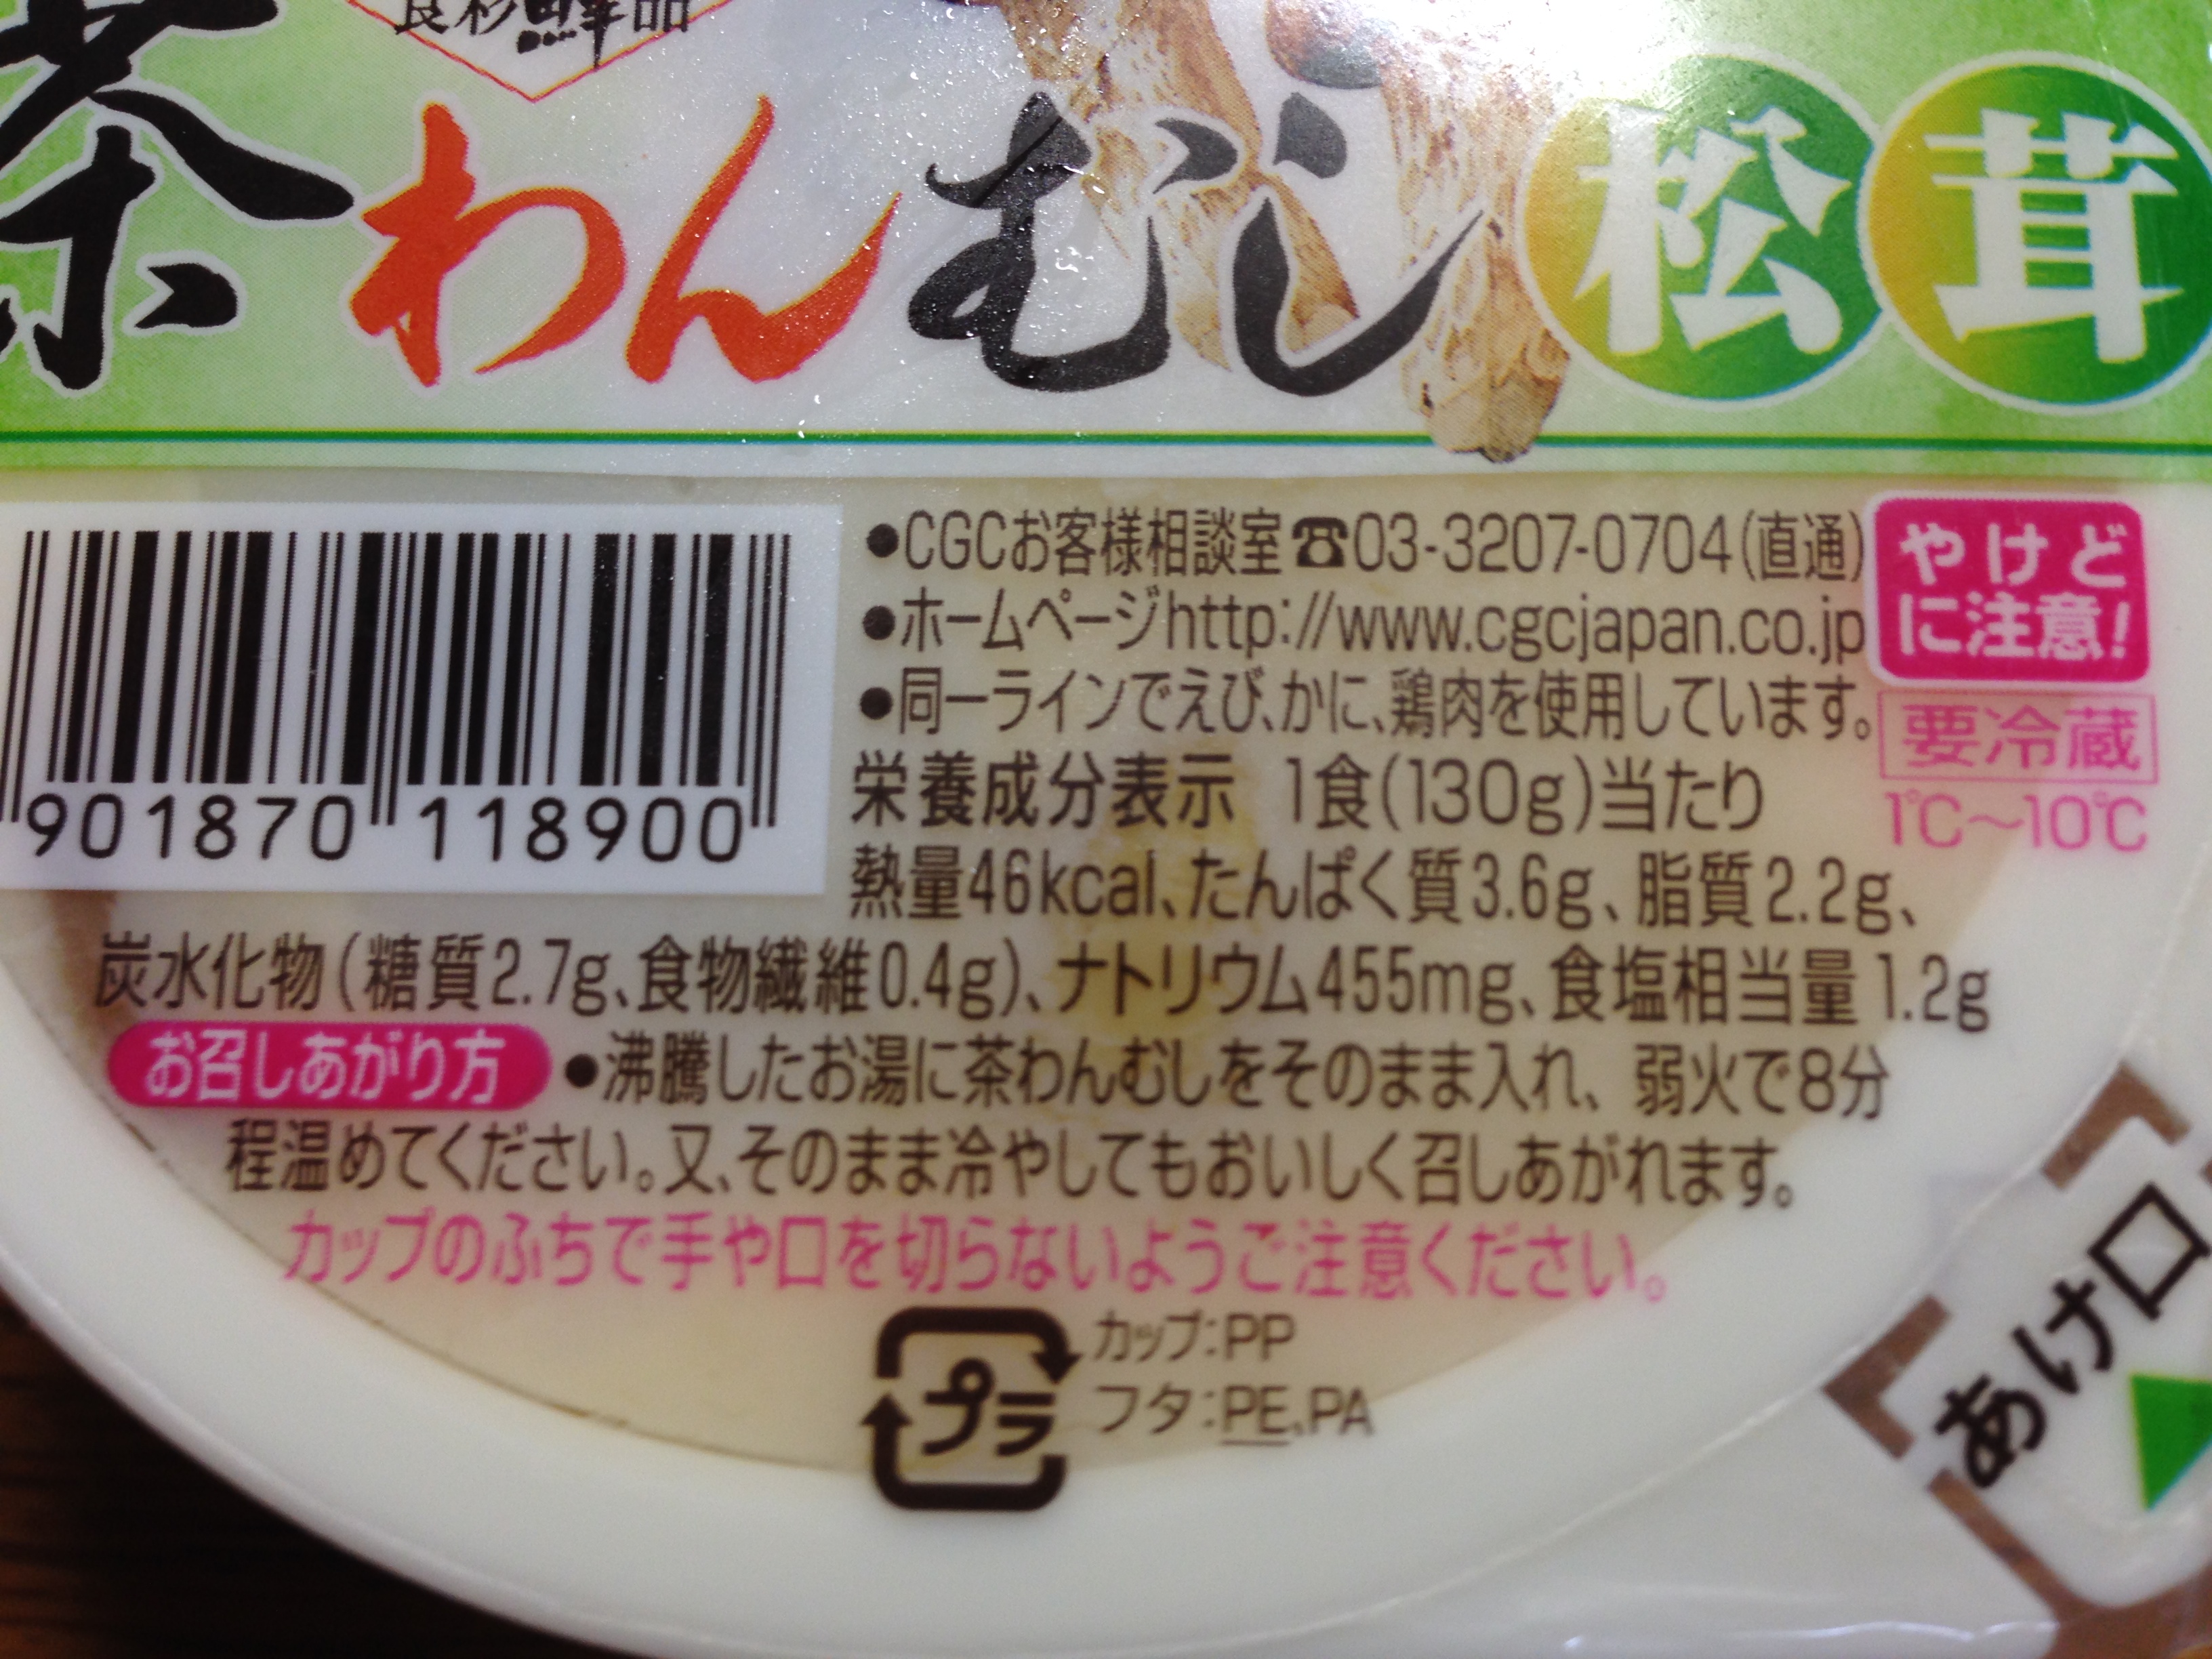 茶わんむし 松茸
●CGCお客様相談室☎03-3207-0704(直通)
●ホームページhttp://www.cgcjapan.co.jp
●同一ラインでえび、かに、鶏肉を使用しています。
やけど
に注意!
要冷蔵
1℃～10℃
栄養成分表示 1食(130g)当たり
熱量46kcal、たんぱく質3.6g、脂質2.2g、
炭水化物(糖質2.7g、食物繊維0.4g)、ナトリウム455mg、食塩相当量1.2g
901870 118900
お召しあがり方 ●沸騰したお湯に茶わんむしをそのまま入れ、弱火で8分
程温めてください。又、そのまま冷やしてもおいしく召しあがれます。
カップのふちで手や口を切らないようご注意ください。
プラ
カップ:PP
フタ:PE、PA
あけ口